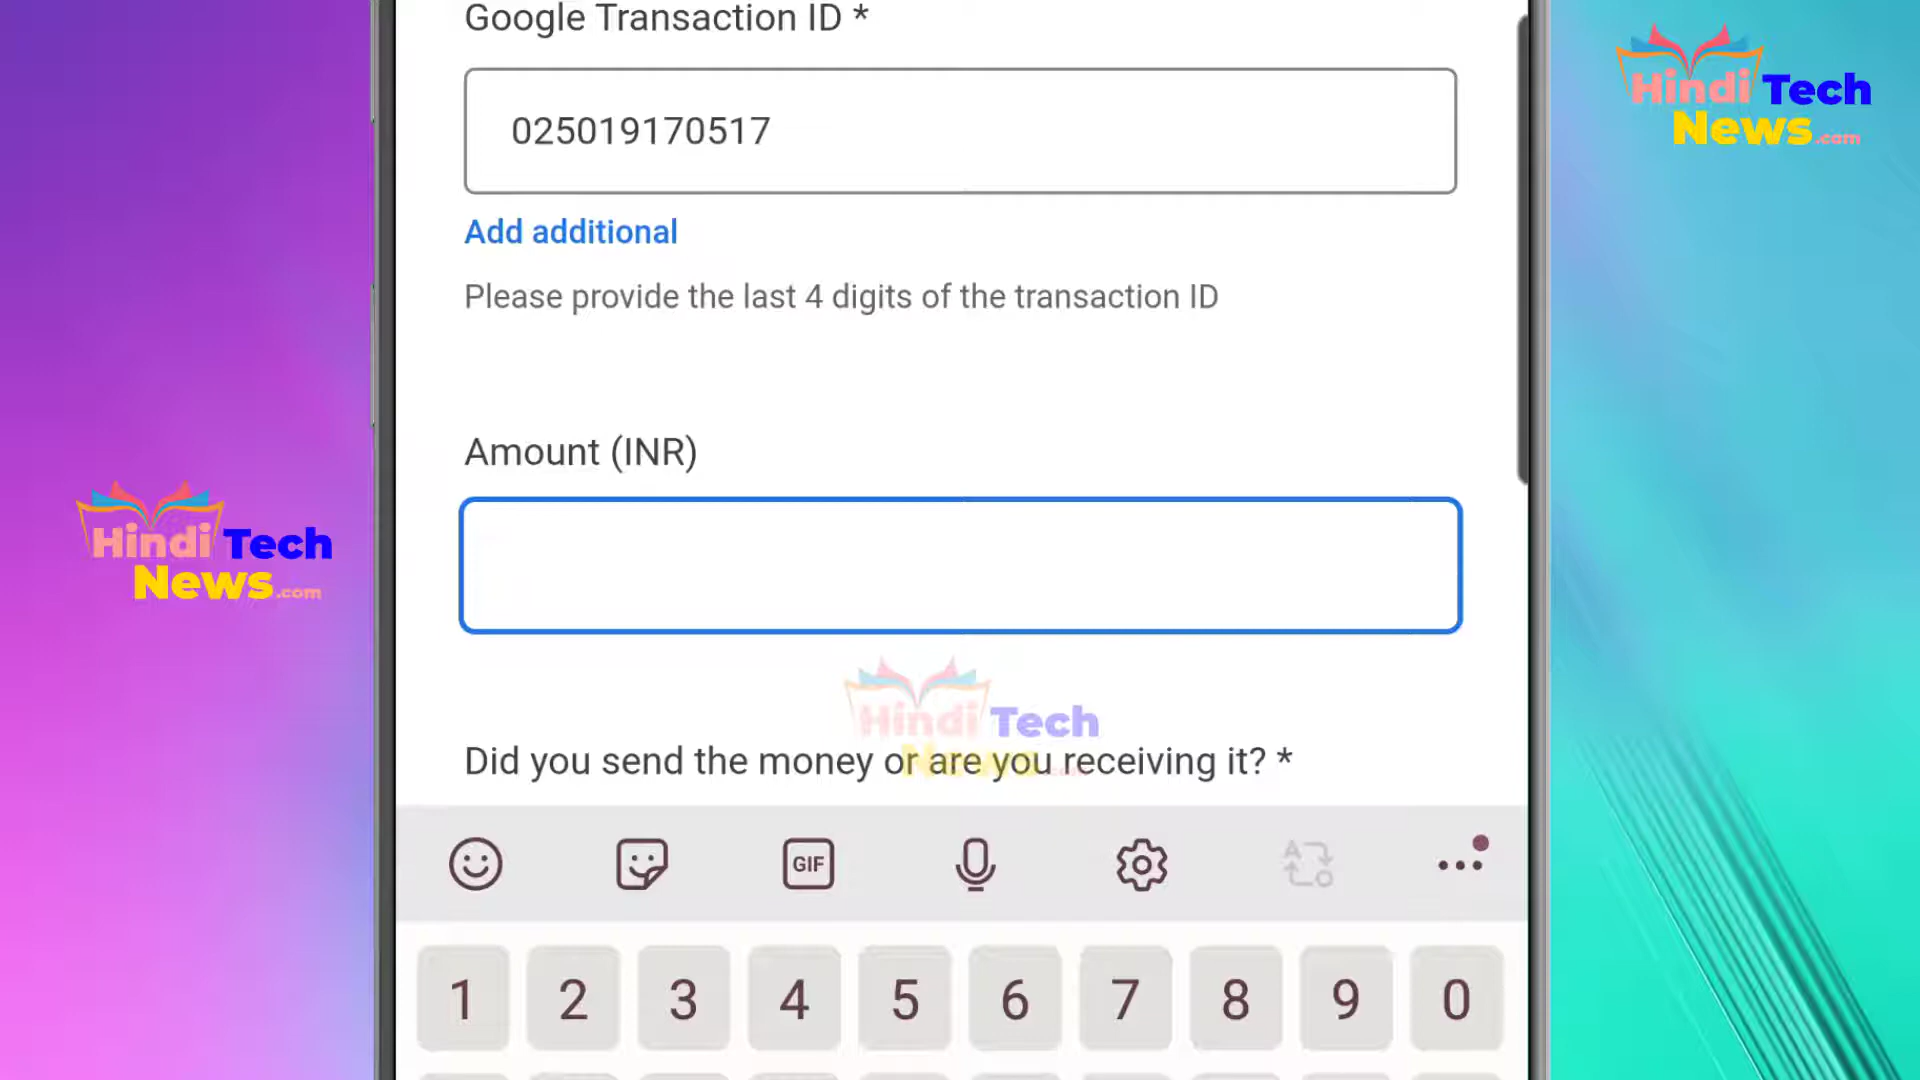 Google Transaction ID *
025019170517
Add additional
Please provide the last 4 digits of the transaction ID
Amount (INR)
Did you send the money or are you receiving it? *
GIF
1 2 3 4 5 6 7 8 9 0
Hindi Tech
News.com
Hindi Tech
News.com
Hindi Tech
News.com